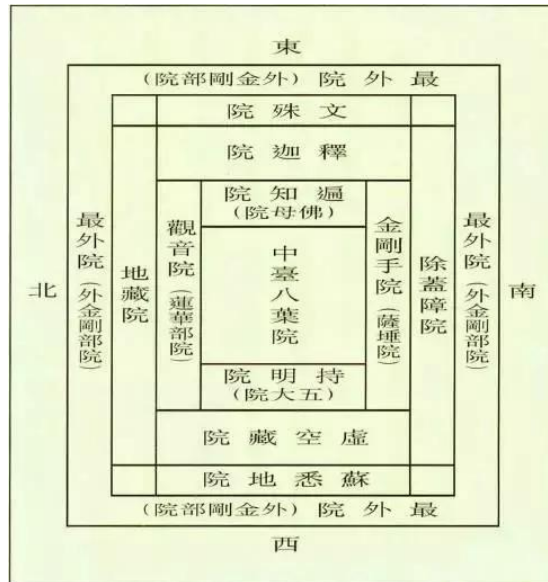 東
最外院(外金剛部院)
文殊院
釋迦院
遍知院
(佛母院)
南
最外院(外金剛部院)
除蓋障院
金剛手院(薩埵院)
中臺八葉院
觀音院(蓮華部院)
地藏院
最外院(外金剛部院)
北
持明院
(五大院)
虛空藏院
蘇悉地院
最外院(外金剛部院)
西